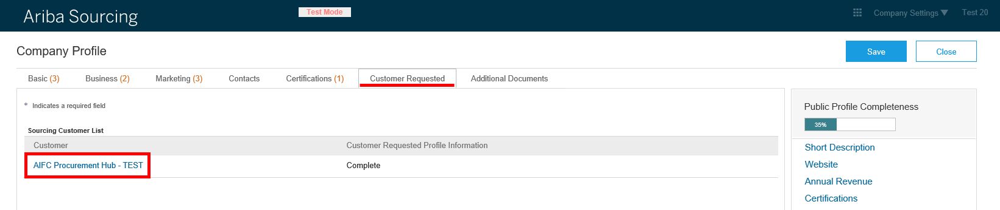 Ariba Sourcing
Test Mode
Company Settings
Test 20
Company Profile
Save
Close
Basic (3)
Business (2)
Marketing (3)
Contacts
Certifications (1)
Customer Requested
Additional Documents
* Indicates a required field
Sourcing Customer List
Customer
Customer Requested Profile Information
AIFC Procurement Hub - TEST
Complete
Public Profile Completeness
35%
Short Description
Website
Annual Revenue
Certifications